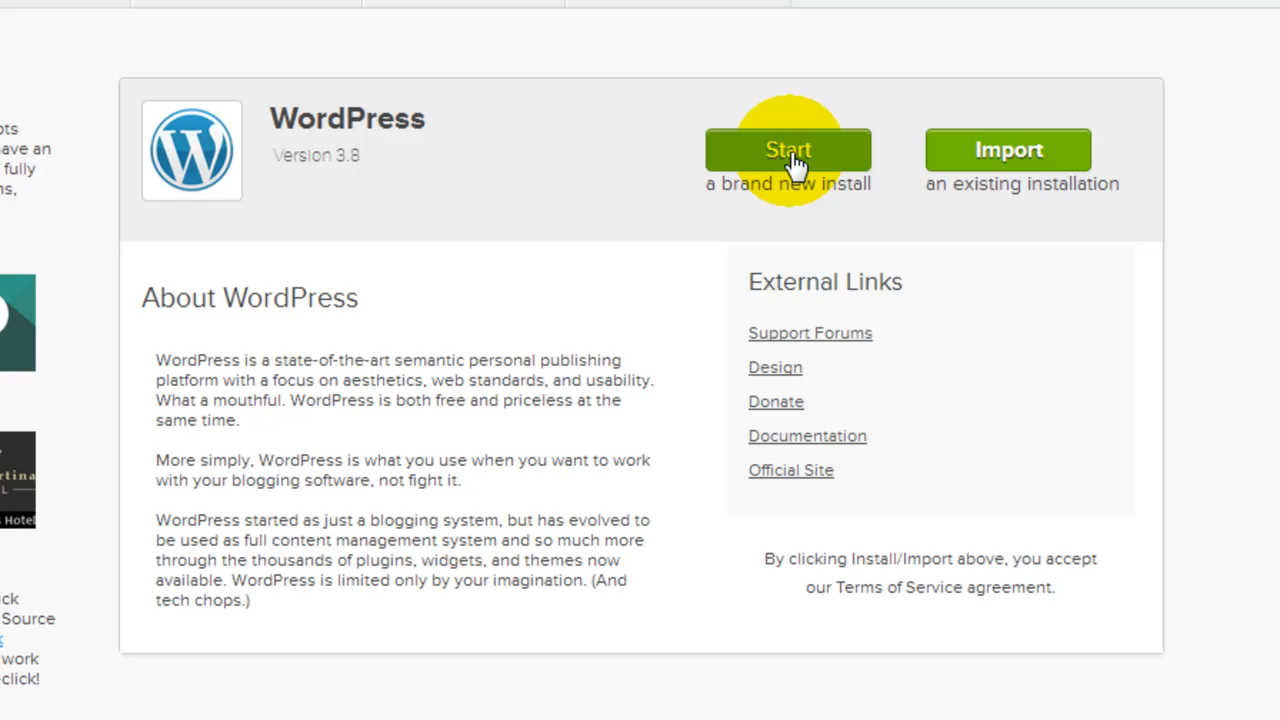 WordPress
Version 3.8
Start
a brand new install
Import
an existing installation
About WordPress
WordPress is a state-of-the-art semantic personal publishing
platform with a focus on aesthetics, web standards, and usability.
What a mouthful. WordPress is both free and priceless at the
same time.
More simply, WordPress is what you use when you want to work
with your blogging software, not fight it.
WordPress started as just a blogging system, but has evolved to
be used as full content management system and so much more
through the thousands of plugins, widgets, and themes now
available. WordPress is limited only by your imagination. (And
tech chops.)
External Links
Support Forums
Design
Donate
Documentation
Official Site
By clicking Install/Import above, you accept
our Terms of Service agreement.
have an
fully
Hotel
Source
work
click!